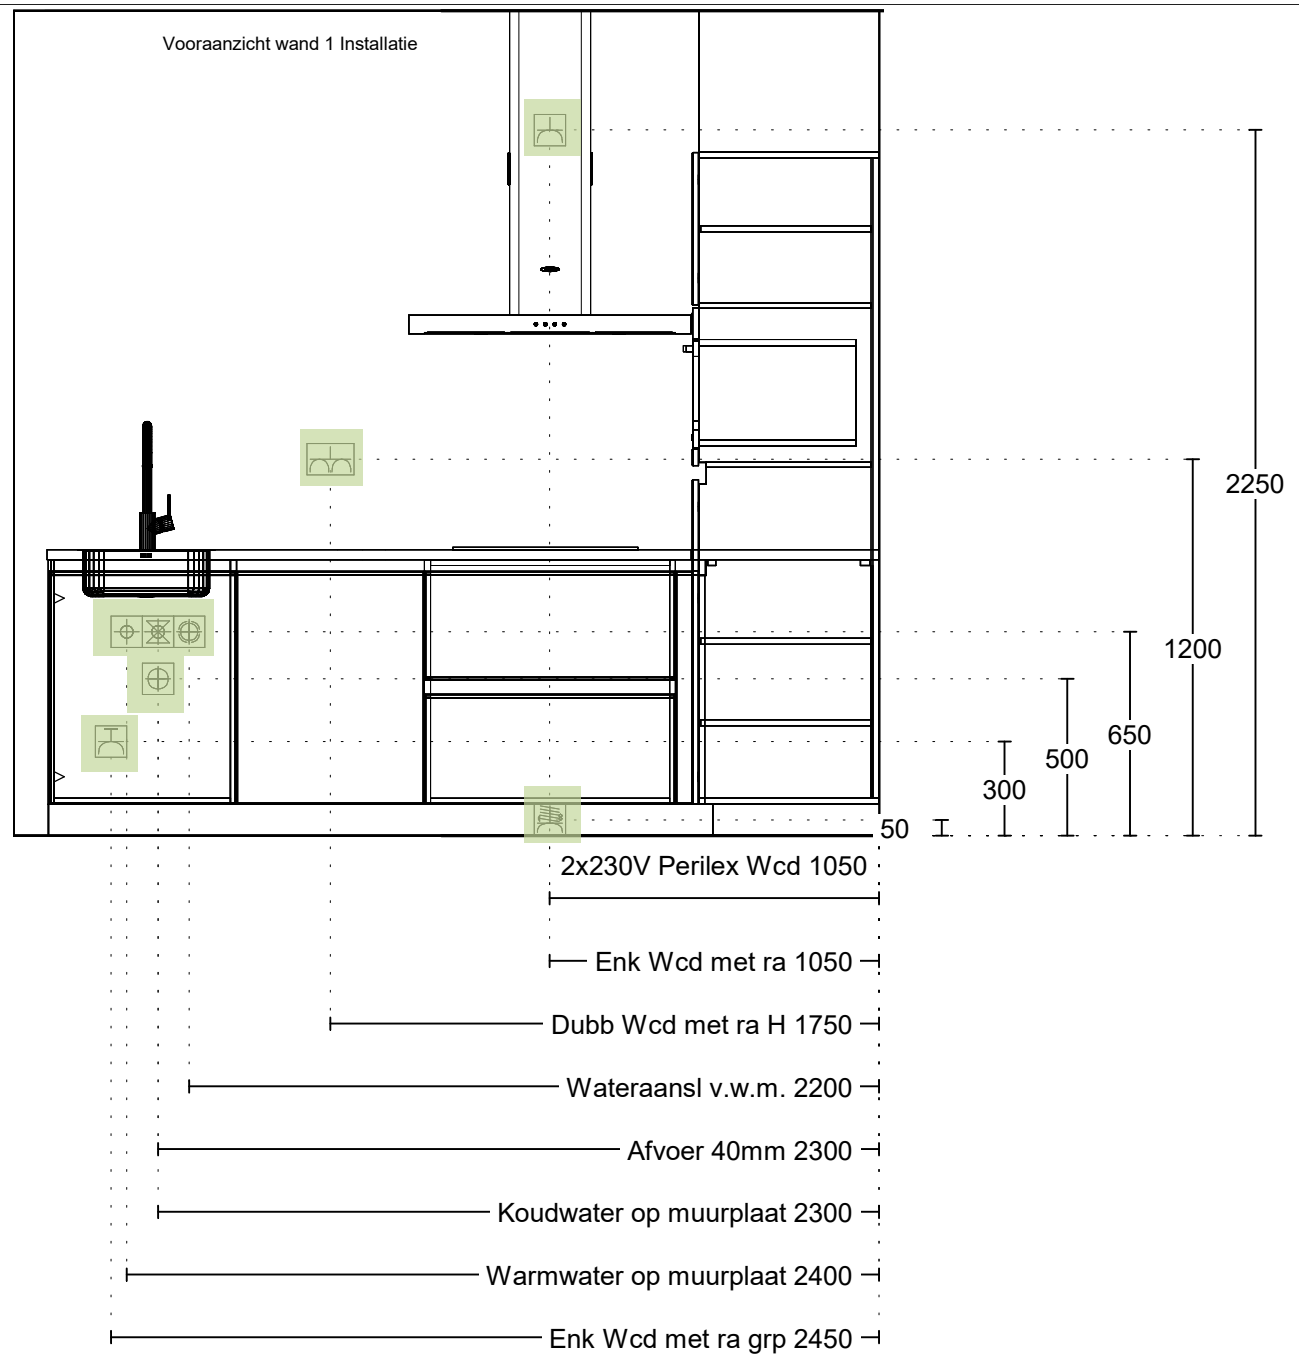 Vooraanzicht wand 1 Installatie
2250
1200
650
500
300
50
2x230V Perilex Wcd 1050
Enk Wcd met ra 1050
Dubb Wcd met ra H 1750
Wateraansl v.w.m. 2200
Afvoer 40mm 2300
Koudwater op muurplaat 2300
Warmwater op muurplaat 2400
Enk Wcd met ra grp 2450